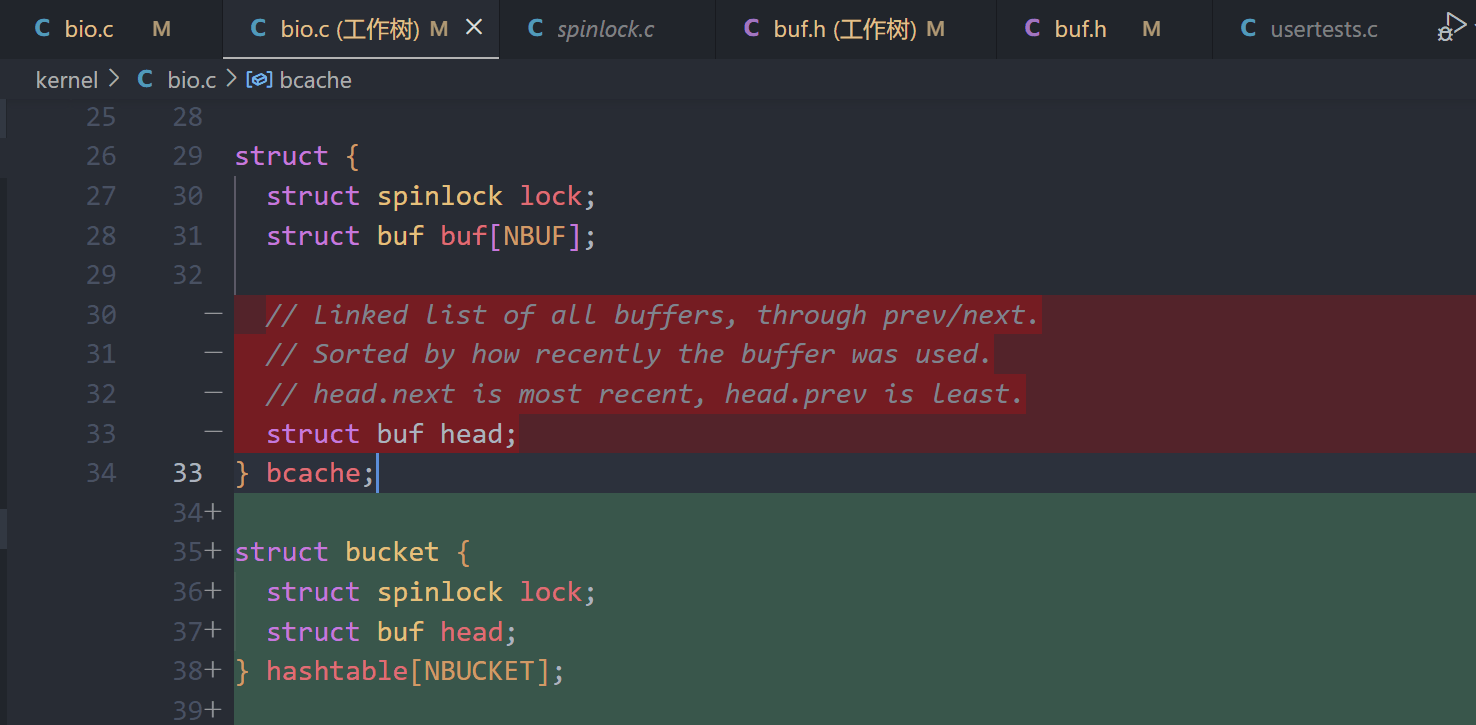 C bio.c M C bio.c (工作树) M C spinlock.c C buf.h (工作树) M C buf.h M C usertests.c
kernel > C bio.c > bcache
25 28
26 29 struct {
27 30 struct spinlock lock;
28 31 struct buf buf[NBUF];
29 32
30 — // Linked list of all buffers, through prev/next.
31 — // Sorted by how recently the buffer was used.
32 — // head.next is most recent, head.prev is least.
33 — struct buf head;
34 33 } bcache;
34+
35+ struct bucket {
36+ struct spinlock lock;
37+ struct buf head;
38+ } hashtable[NBUCKET];
39+